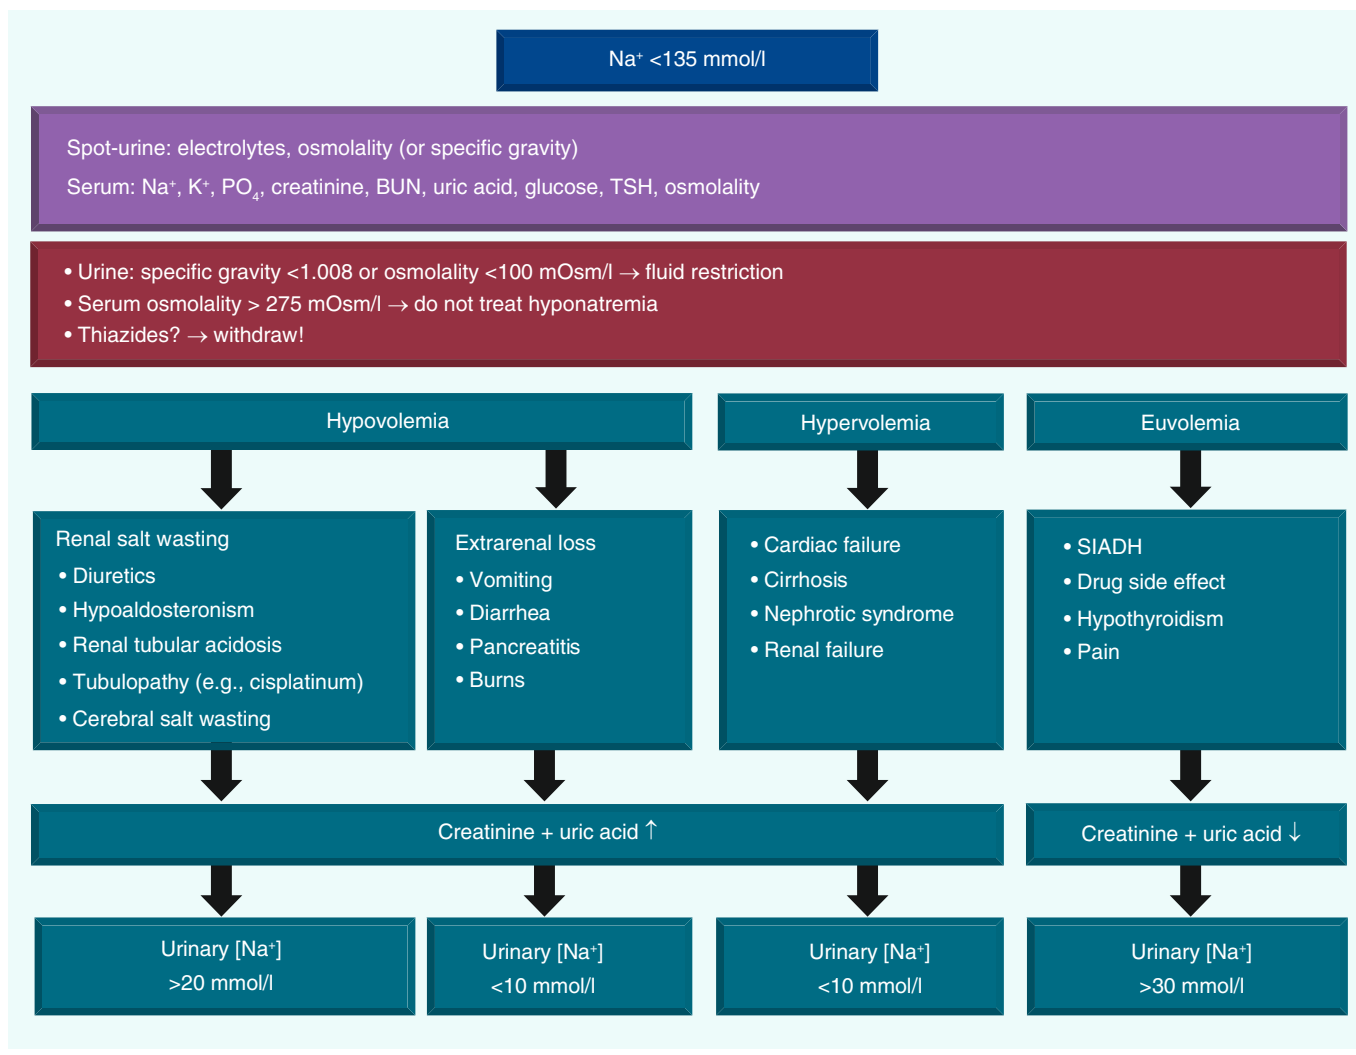 Na⁺ <135 mmol/l
Spot-urine: electrolytes, osmolality (or specific gravity)
Serum: Na⁺, K⁺, PO₄, creatinine, BUN, uric acid, glucose, TSH, osmolality
• Urine: specific gravity <1.008 or osmolality <100 mOsm/l → fluid restriction
• Serum osmolality > 275 mOsm/l → do not treat hyponatremia
• Thiazides? → withdraw!
Hypovolemia
Hypervolemia
Euvolemia
Renal salt wasting
• Diuretics
• Hypoaldosteronism
• Renal tubular acidosis
• Tubulopathy (e.g., cisplatinum)
• Cerebral salt wasting
Extrarenal loss
• Vomiting
• Diarrhea
• Pancreatitis
• Burns
• Cardiac failure
• Cirrhosis
• Nephrotic syndrome
• Renal failure
• SIADH
• Drug side effect
• Hypothyroidism
• Pain
Creatinine + uric acid ↑
Creatinine + uric acid ↓
Urinary [Na⁺]
>20 mmol/l
Urinary [Na⁺]
<10 mmol/l
Urinary [Na⁺]
<10 mmol/l
Urinary [Na⁺]
>30 mmol/l